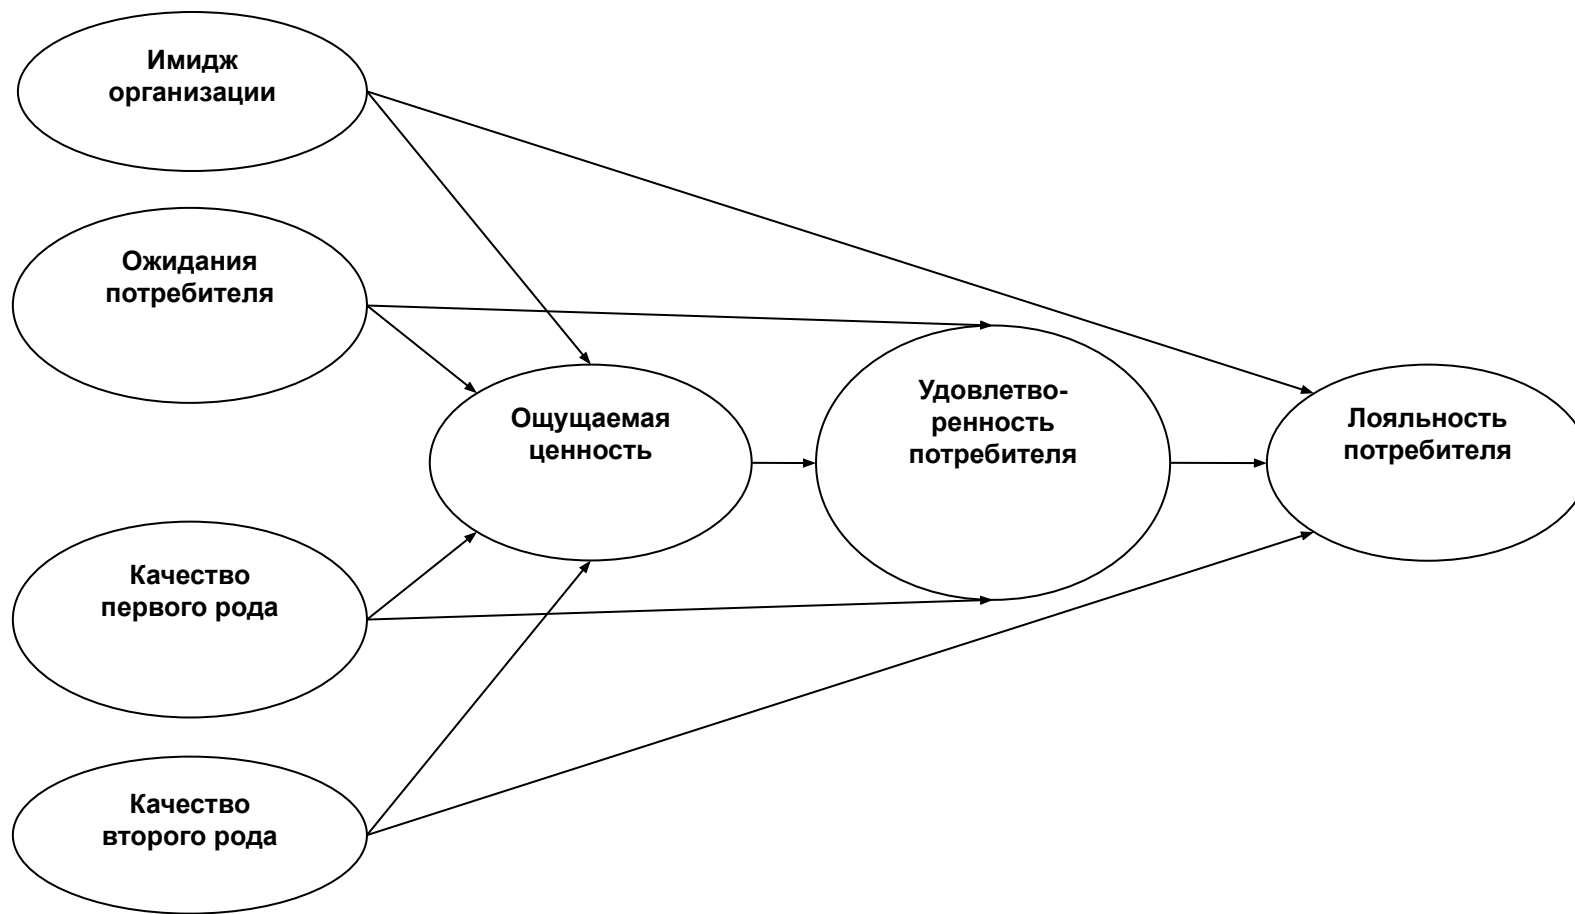 Имидж
организации
Ожидания
потребителя
Ощущаемая
ценность
Удовлетво-
ренность
потребителя
Лояльность
потребителя
Качество
первого рода
Качество
второго рода